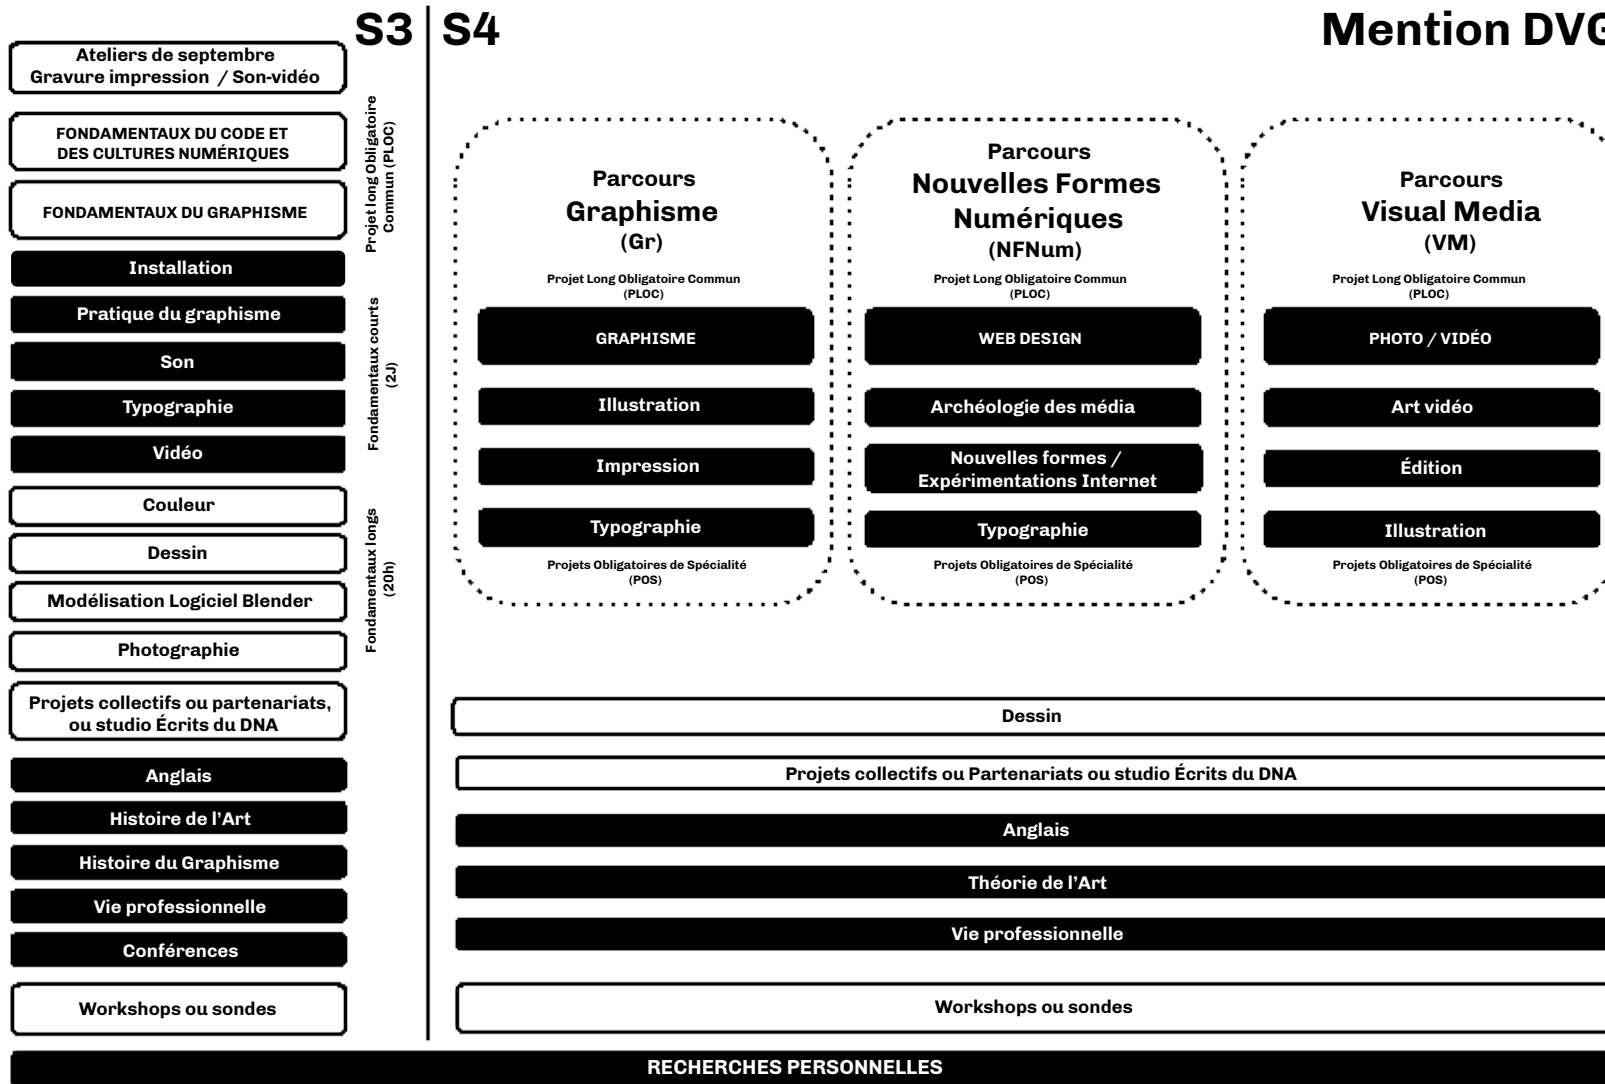 S3
S4
Mention DVG
Ateliers de septembre
Gravure impression / Son-vidéo
FONDAMENTAUX DU CODE ET
DES CULTURES NUMÉRIQUES
FONDAMENTAUX DU GRAPHISME
Projet long Obligatoire
Commun (PLOC)
Installation
Pratique du graphisme
Son
Typographie
Vidéo
Fondamentaux courts
(2J)
Couleur
Dessin
Modélisation Logiciel Blender
Photographie
Fondamentaux longs
(20h)
Projets collectifs ou partenariats,
ou studio Écrits du DNA
Anglais
Histoire de l'Art
Histoire du Graphisme
Vie professionnelle
Conférences
Workshops ou sondes
Parcours
Graphisme
(Gr)
Projet Long Obligatoire Commun
(PLOC)
GRAPHISME
Illustration
Impression
Typographie
Projets Obligatoires de Spécialité
(POS)
Parcours
Nouvelles Formes
Numériques
(NFNum)
Projet Long Obligatoire Commun
(PLOC)
WEB DESIGN
Archéologie des média
Nouvelles formes /
Expérimentations Internet
Typographie
Projets Obligatoires de Spécialité
(POS)
Parcours
Visual Media
(VM)
Projet Long Obligatoire Commun
(PLOC)
PHOTO / VIDÉO
Art vidéo
Édition
Illustration
Projets Obligatoires de Spécialité
(POS)
Dessin
Projets collectifs ou Partenariats ou studio Écrits du DNA
Anglais
Théorie de l'Art
Vie professionnelle
Workshops ou sondes
RECHERCHES PERSONNELLES